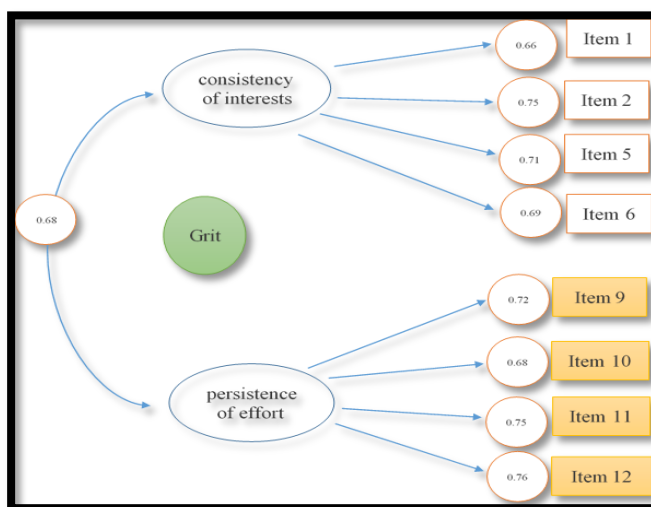 0.66 Item 1
consistency
of interests
0.75 Item 2
0.71 Item 5
0.69 Item 6
0.68
Grit
0.72 Item 9
0.68 Item 10
persistence
of effort
0.75 Item 11
0.76 Item 12